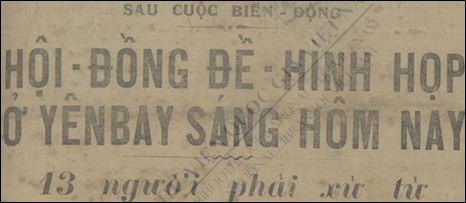 SAU CUỘC BIẾN-ĐỘNG
HỘI-ĐỒNG ĐỀ-HÌNH HỌP
Ở YÊNBAY SÁNG HÔM NAY
13 người phải xử tử